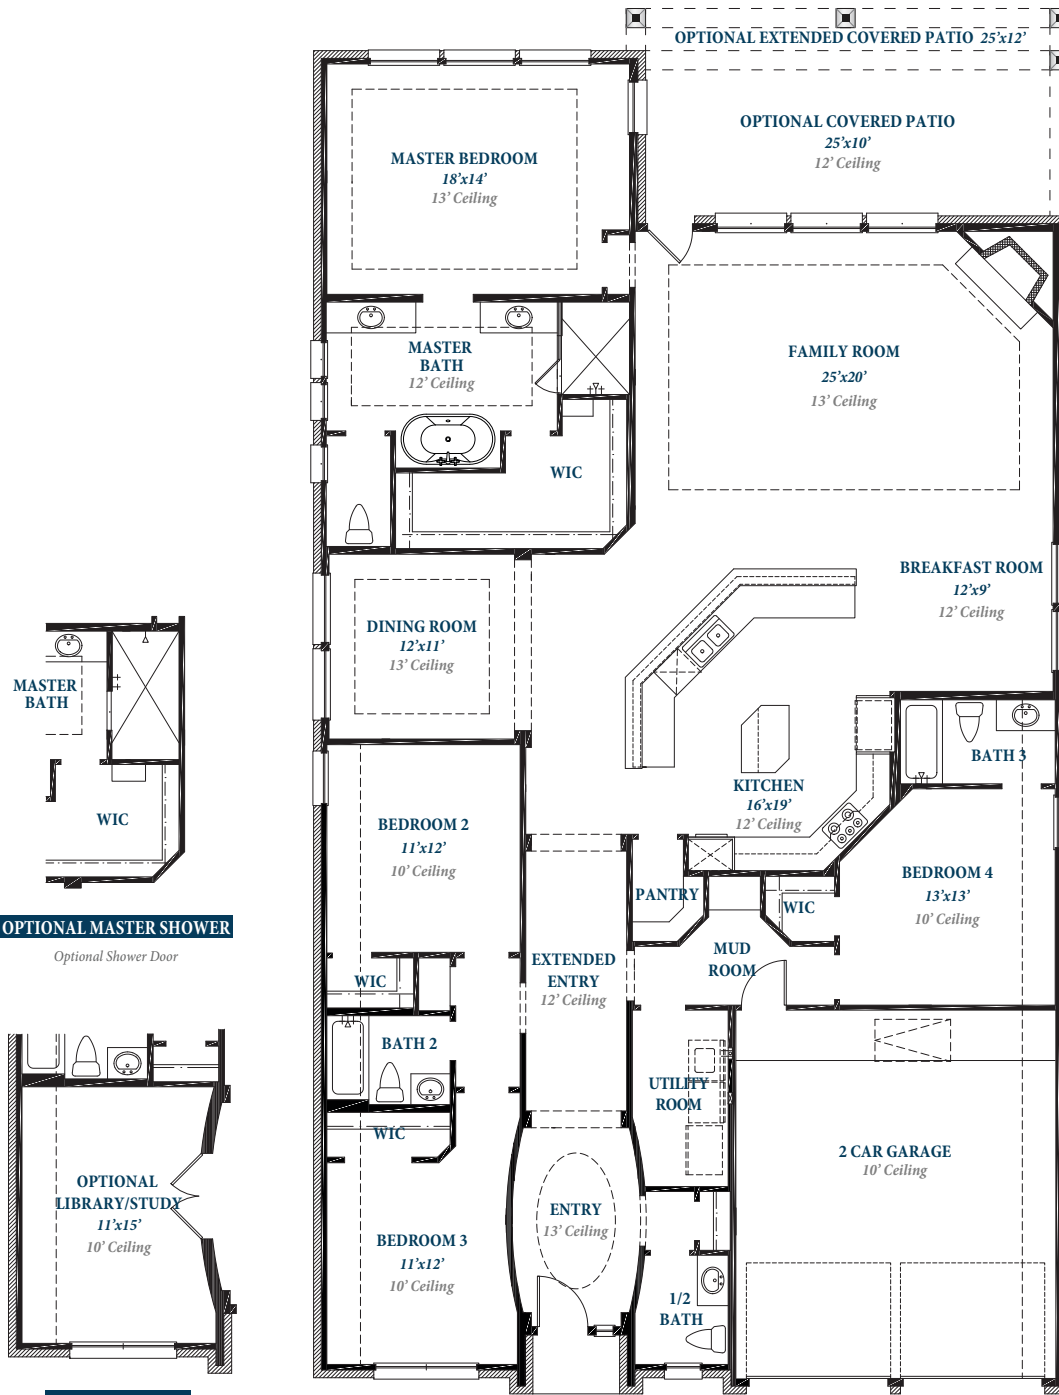 OPTIONAL EXTENDED COVERED PATIO 25'x12'
OPTIONAL COVERED PATIO
25'x10'
12' Ceiling
MASTER BEDROOM
18'x14'
13' Ceiling
FAMILY ROOM
25'x20'
13' Ceiling
MASTER
BATH
12' Ceiling
WIC
BREAKFAST ROOM
12'x9'
12' Ceiling
DINING ROOM
12'x11'
13' Ceiling
MASTER
BATH
WIC
OPTIONAL MASTER SHOWER
Optional Shower Door
BATH 3
KITCHEN
16'x19'
12' Ceiling
BEDROOM 2
11'x12'
10' Ceiling
BEDROOM 4
13'x13'
10' Ceiling
PANTRY
WIC
MUD
ROOM
EXTENDED
ENTRY
12' Ceiling
WIC
BATH 2
UTILITY
ROOM
WIC
2 CAR GARAGE
10' Ceiling
OPTIONAL
LIBRARY/STUDY
11'x15'
10' Ceiling
ENTRY
13' Ceiling
BEDROOM 3
11'x12'
10' Ceiling
1/2
BATH